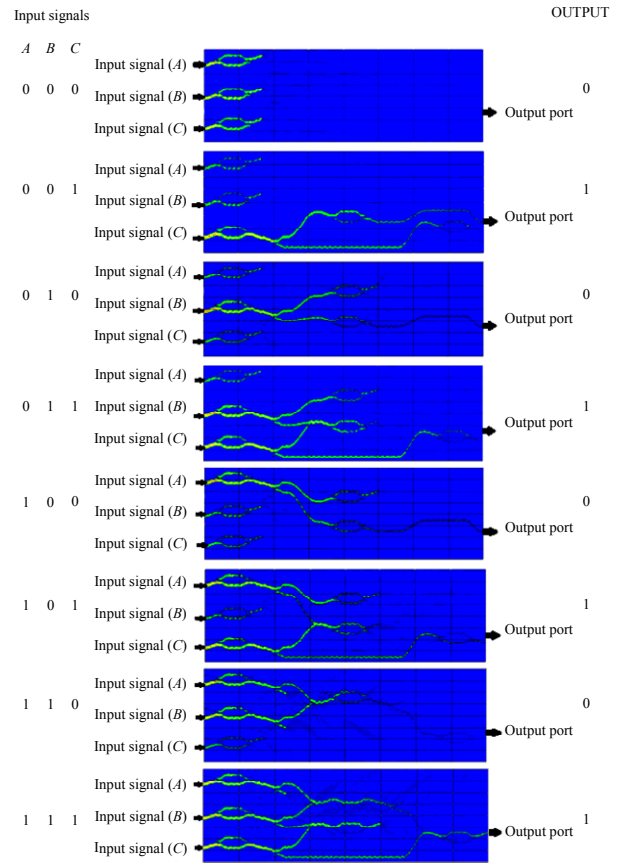 Input signals OUTPUT
A B C
Input signal (A)
0 0 0 Input signal (B) 0
Input signal (C) Output port
Input signal (A)
0 0 1 Input signal (B) 1
Input signal (C) Output port
Input signal (A)
0 1 0 Input signal (B) 0
Input signal (C) Output port
Input signal (A)
0 1 1 Input signal (B) 1
Input signal (C) Output port
Input signal (A)
1 0 0 Input signal (B) 0
Input signal (C) Output port
Input signal (A)
1 0 1 Input signal (B) 1
Input signal (C) Output port
Input signal (A)
1 1 0 Input signal (B) 0
Input signal (C) Output port
Input signal (A)
1 1 1 Input signal (B) 1
Input signal (C) Output port